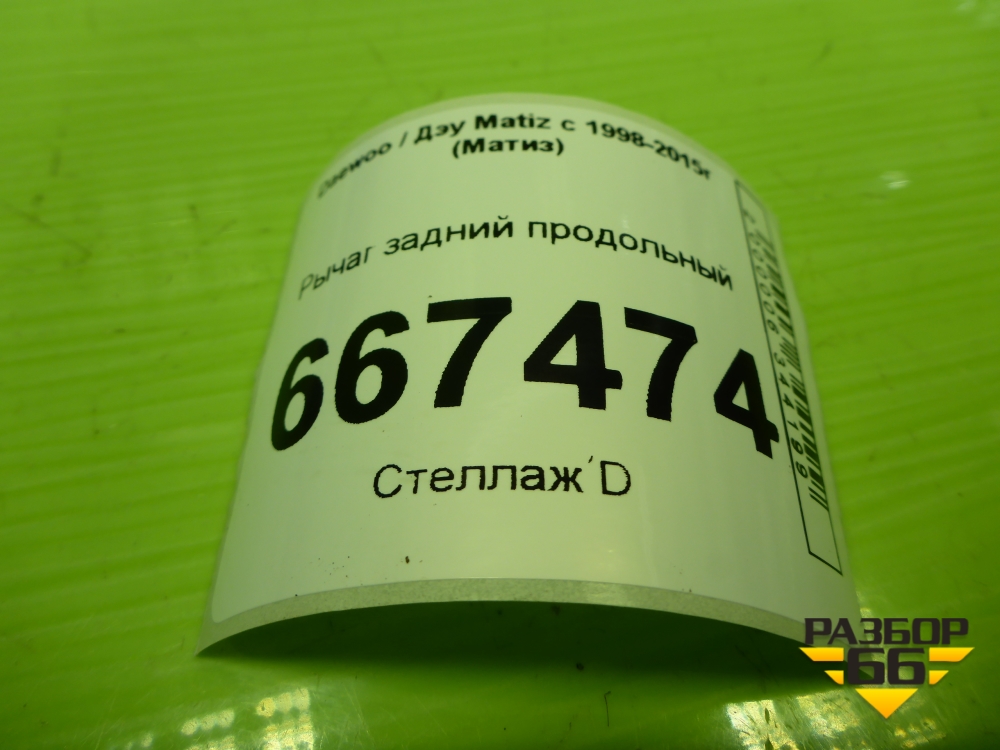 Daewoo / Дэу Matiz с 1998-2015г
(Матиз)
Рычаг задний продольный
667474
Стеллаж D
РАЗБОР
66